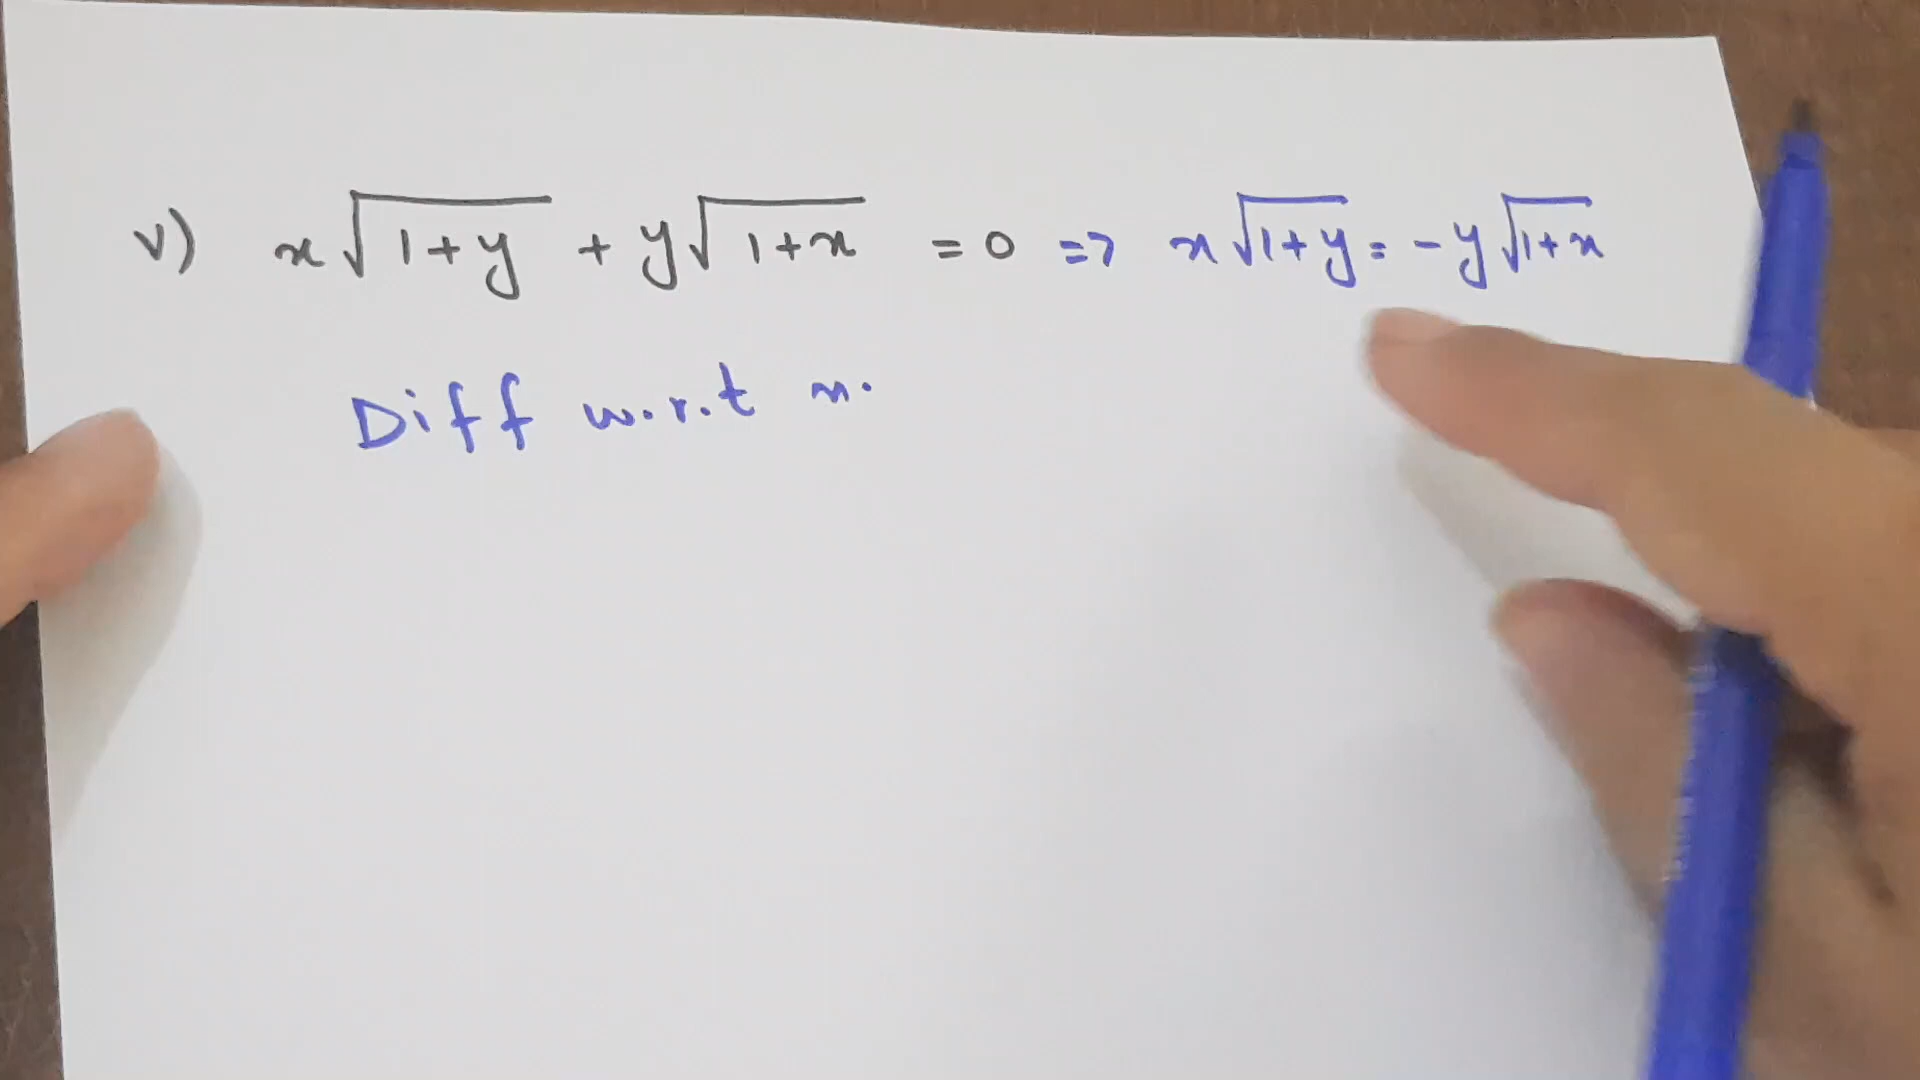 v) x√(1+y) + y√(1+x) = 0 => x√(1+y) = -y√(1+x)
Diff w.r.t x.